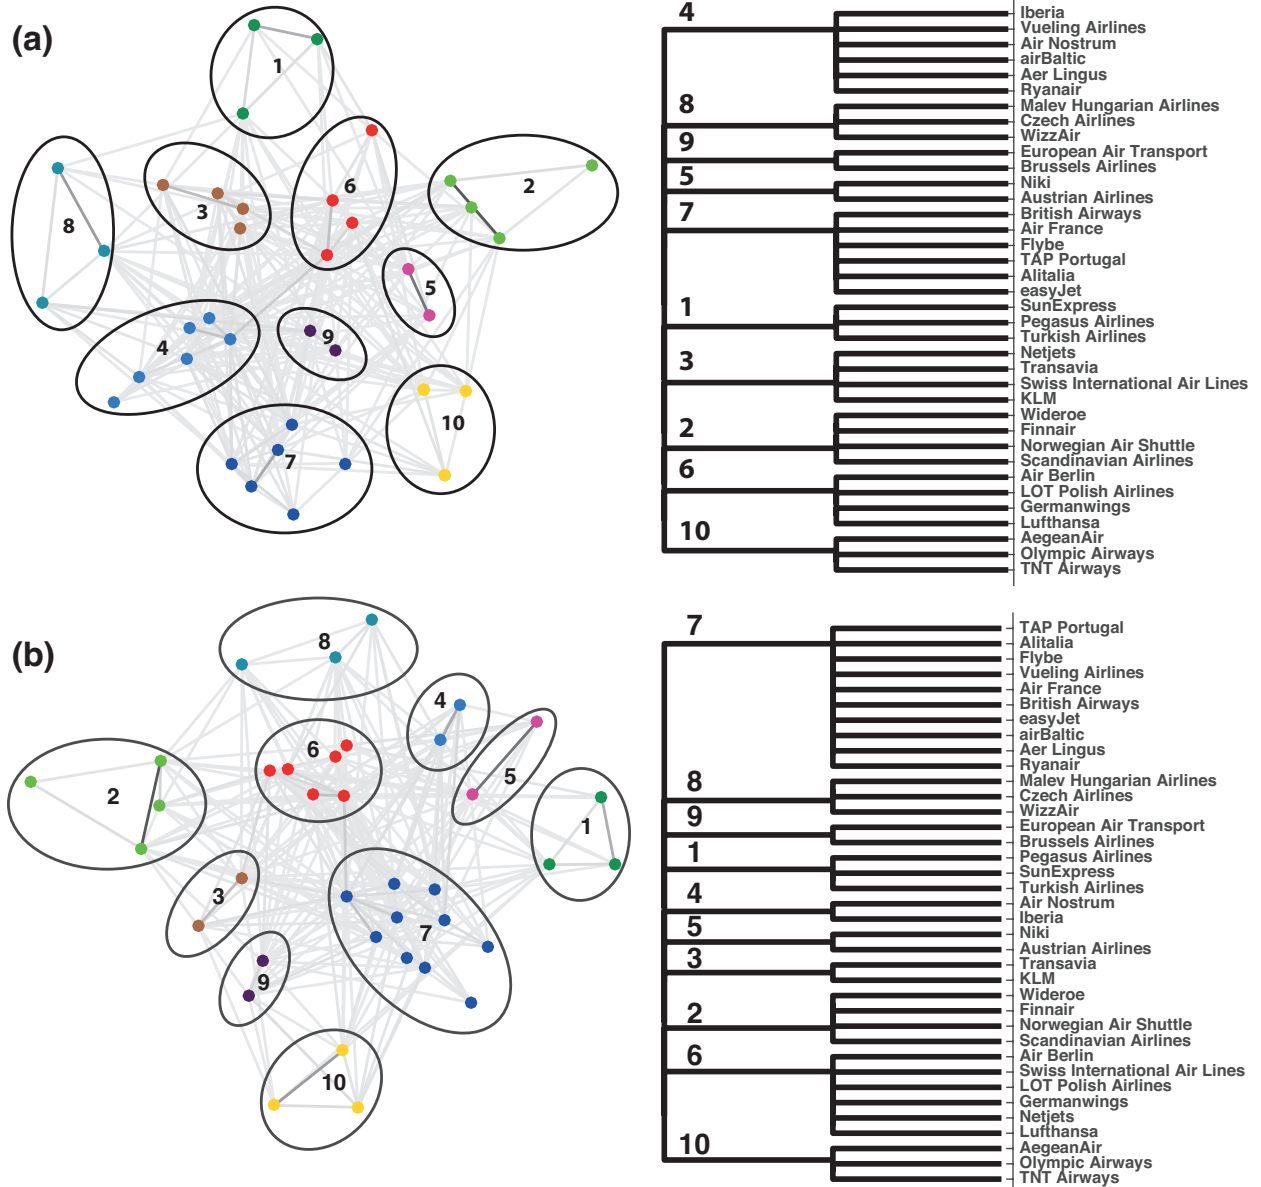 (a)
1
2
3
6
8
5
4
9
10
7
4
Iberia
Vueling Airlines
Air Nostrum
airBaltic
Aer Lingus
Ryanair
8
Malev Hungarian Airlines
Czech Airlines
WizzAir
9
European Air Transport
Brussels Airlines
5
Niki
Austrian Airlines
7
British Airways
Air France
Flybe
TAP Portugal
Alitalia
easyJet
1
SunExpress
Pegasus Airlines
Turkish Airlines
3
Netjets
Transavia
Swiss International Air Lines
KLM
2
Wideroe
Finnair
Norwegian Air Shuttle
Scandinavian Airlines
6
Air Berlin
LOT Polish Airlines
Germanwings
Lufthansa
10
AegeanAir
Olympic Airways
TNT Airways
(b)
8
4
6
5
2
1
3
7
9
10
7
TAP Portugal
Alitalia
Flybe
Vueling Airlines
Air France
British Airways
easyJet
airBaltic
Aer Lingus
Ryanair
8
Malev Hungarian Airlines
Czech Airlines
WizzAir
9
European Air Transport
Brussels Airlines
1
Pegasus Airlines
SunExpress
Turkish Airlines
4
Air Nostrum
Iberia
5
Niki
Austrian Airlines
3
Transavia
KLM
2
Wideroe
Finnair
Norwegian Air Shuttle
Scandinavian Airlines
6
Air Berlin
Swiss International Air Lines
LOT Polish Airlines
Germanwings
Netjets
Lufthansa
10
AegeanAir
Olympic Airways
TNT Airways